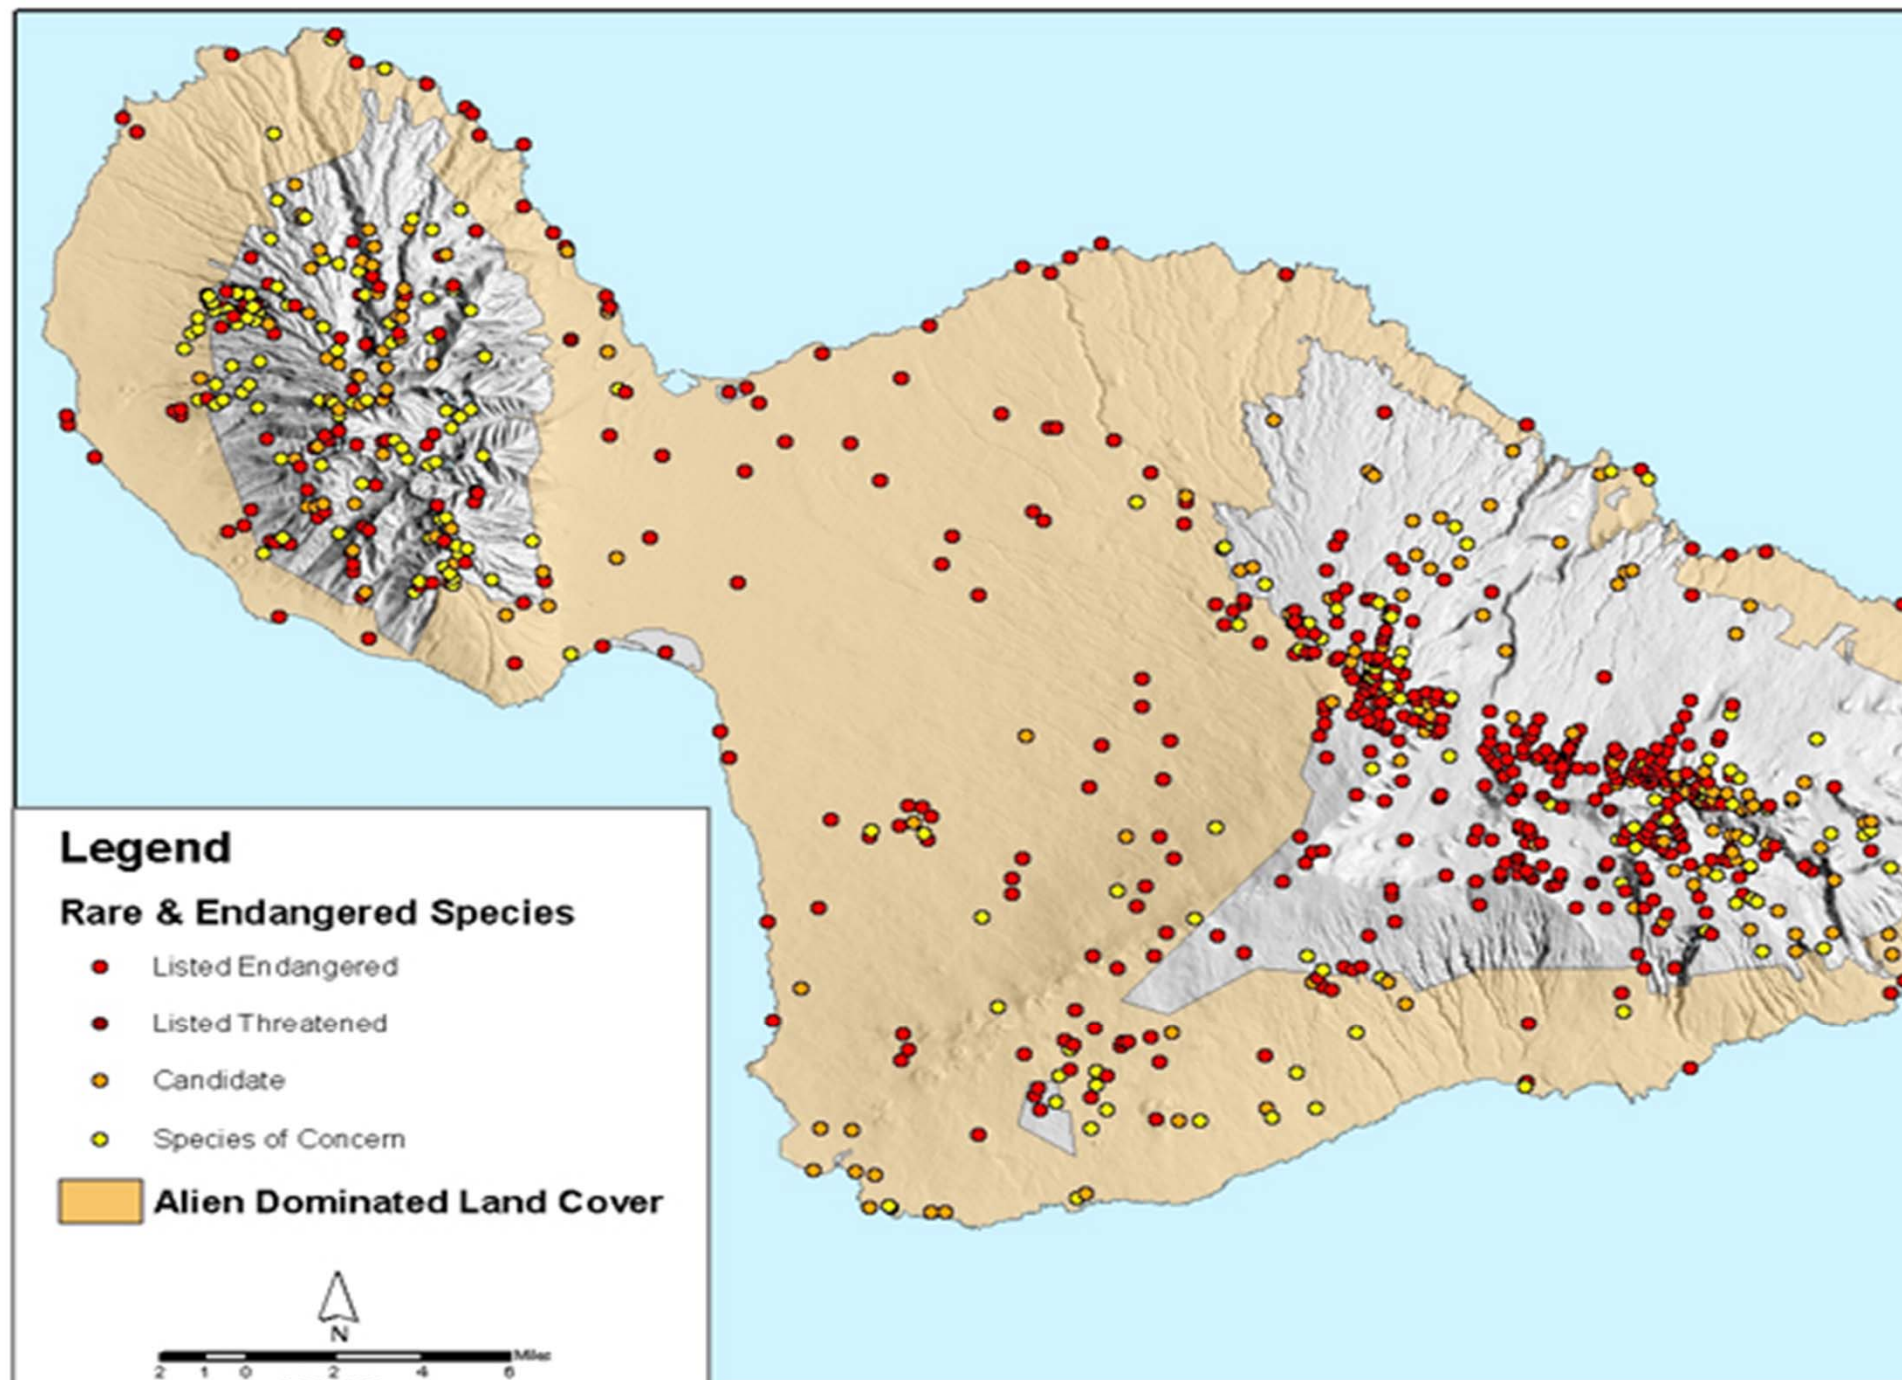 Legend
Rare & Endangered Species
Listed Endangered
Listed Threatened
Candidate
Species of Concern
Alien Dominated Land Cover
N
Miles
2 1 0 2 4 6